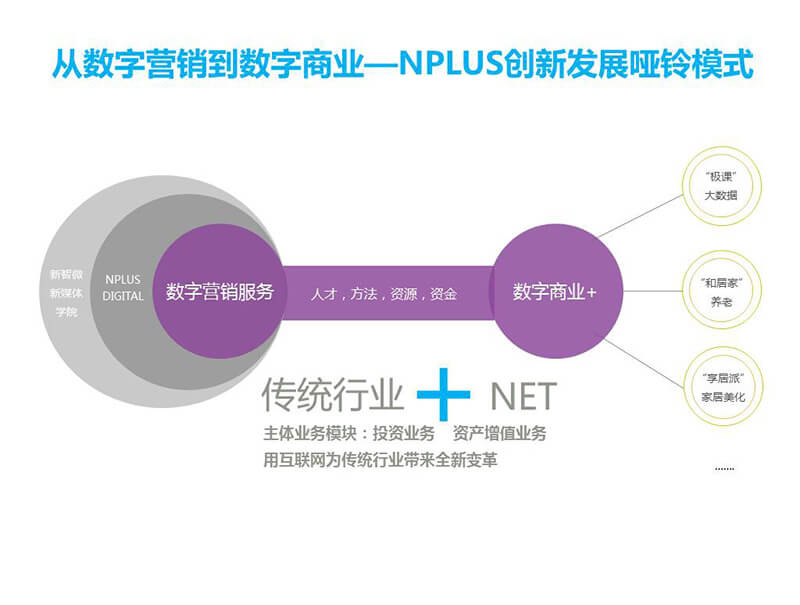 从数字营销到数字商业—NPLUS创新发展哑铃模式
新智微
新媒体
学院
NPLUS
DIGITAL
数字营销服务
人才，方法，资源，资金
数字商业+
“极课”
大数据
“和居家”
养老
“享居派”
家居美化
.......
传统行业 + NET
主体业务模块：投资业务 资产增值业务
用互联网为传统行业带来全新变革